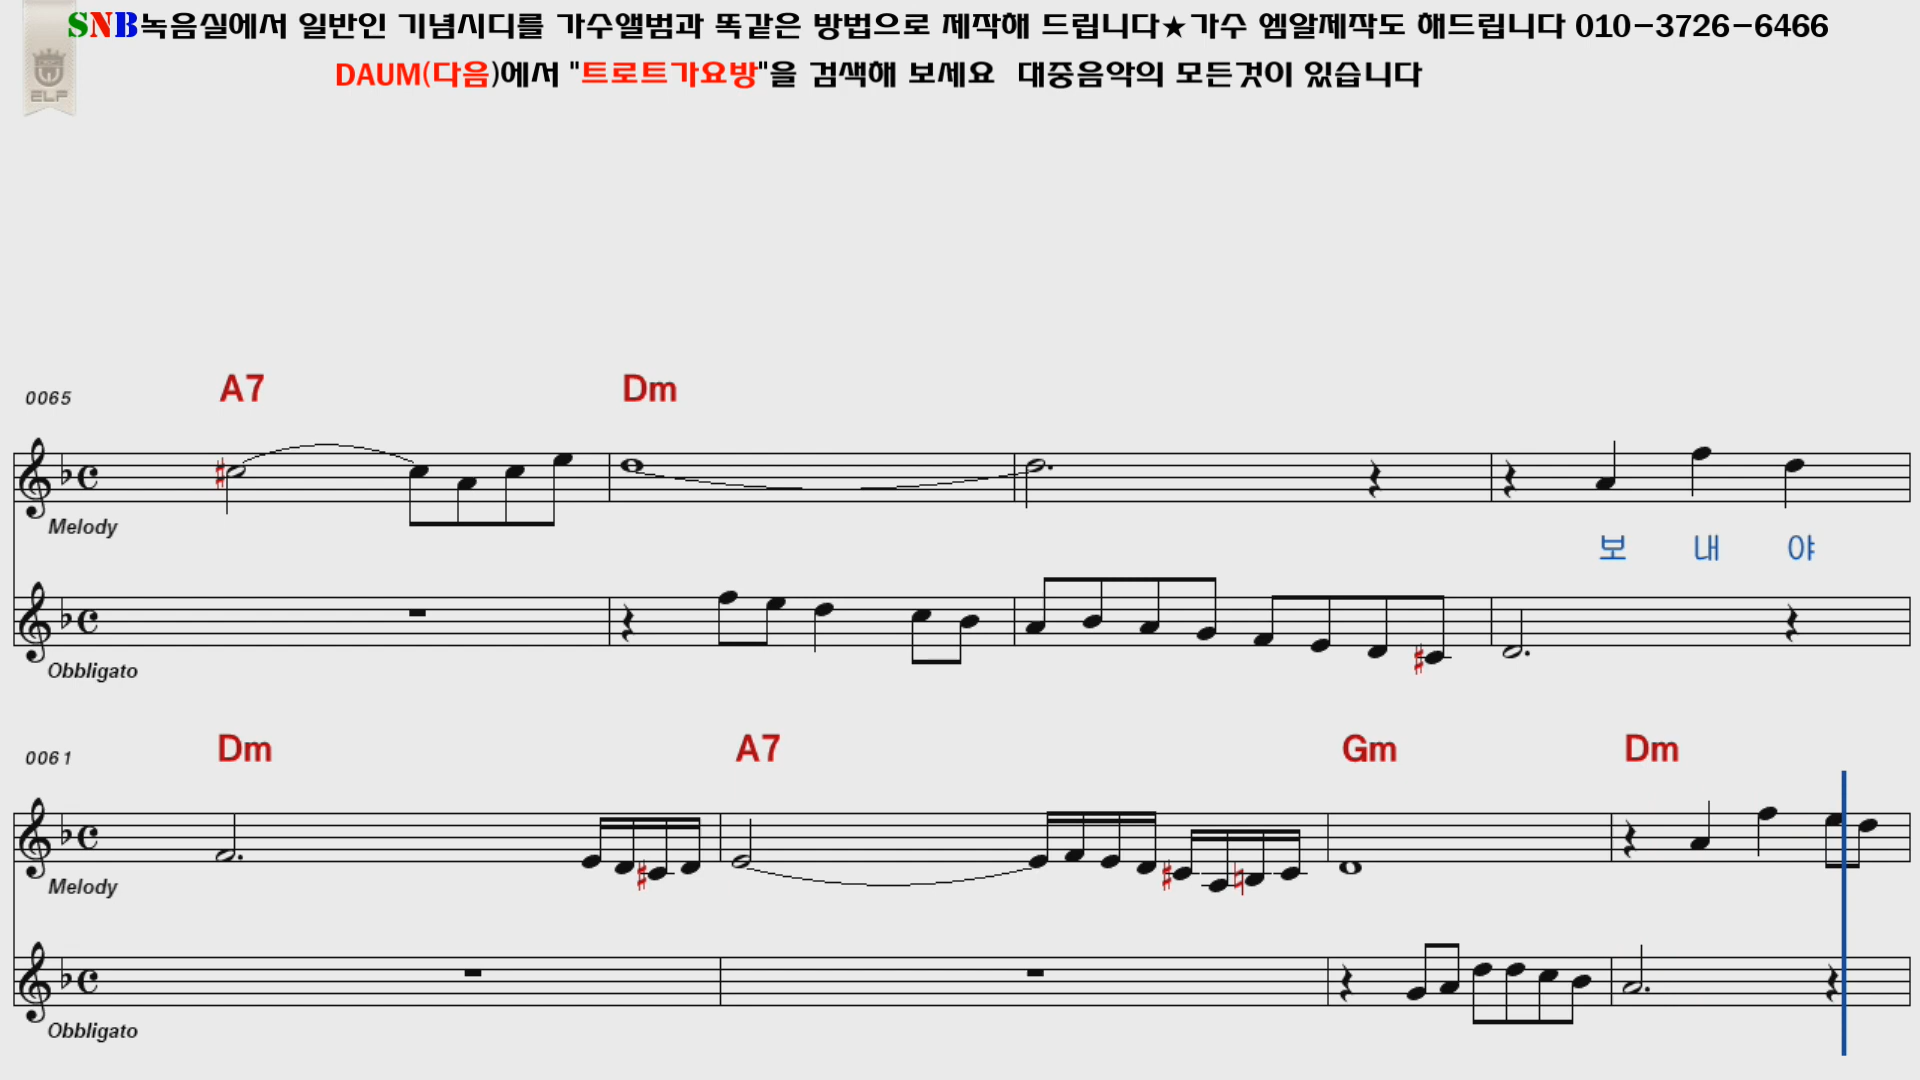 SNB녹음실에서 일반인 기념시디를 가수앨범과 똑같은 방법으로 제작해 드립니다★가수 엠알제작도 해드립니다 010-3726-6466
DAUM(다음)에서 "트로트가요방"을 검색해 보세요 대중음악의 모든것이 있습니다
ELF
0065 A7 Dm
Melody
보 내 야
Obbligato
0061 Dm A7 Gm Dm
Melody
Obbligato